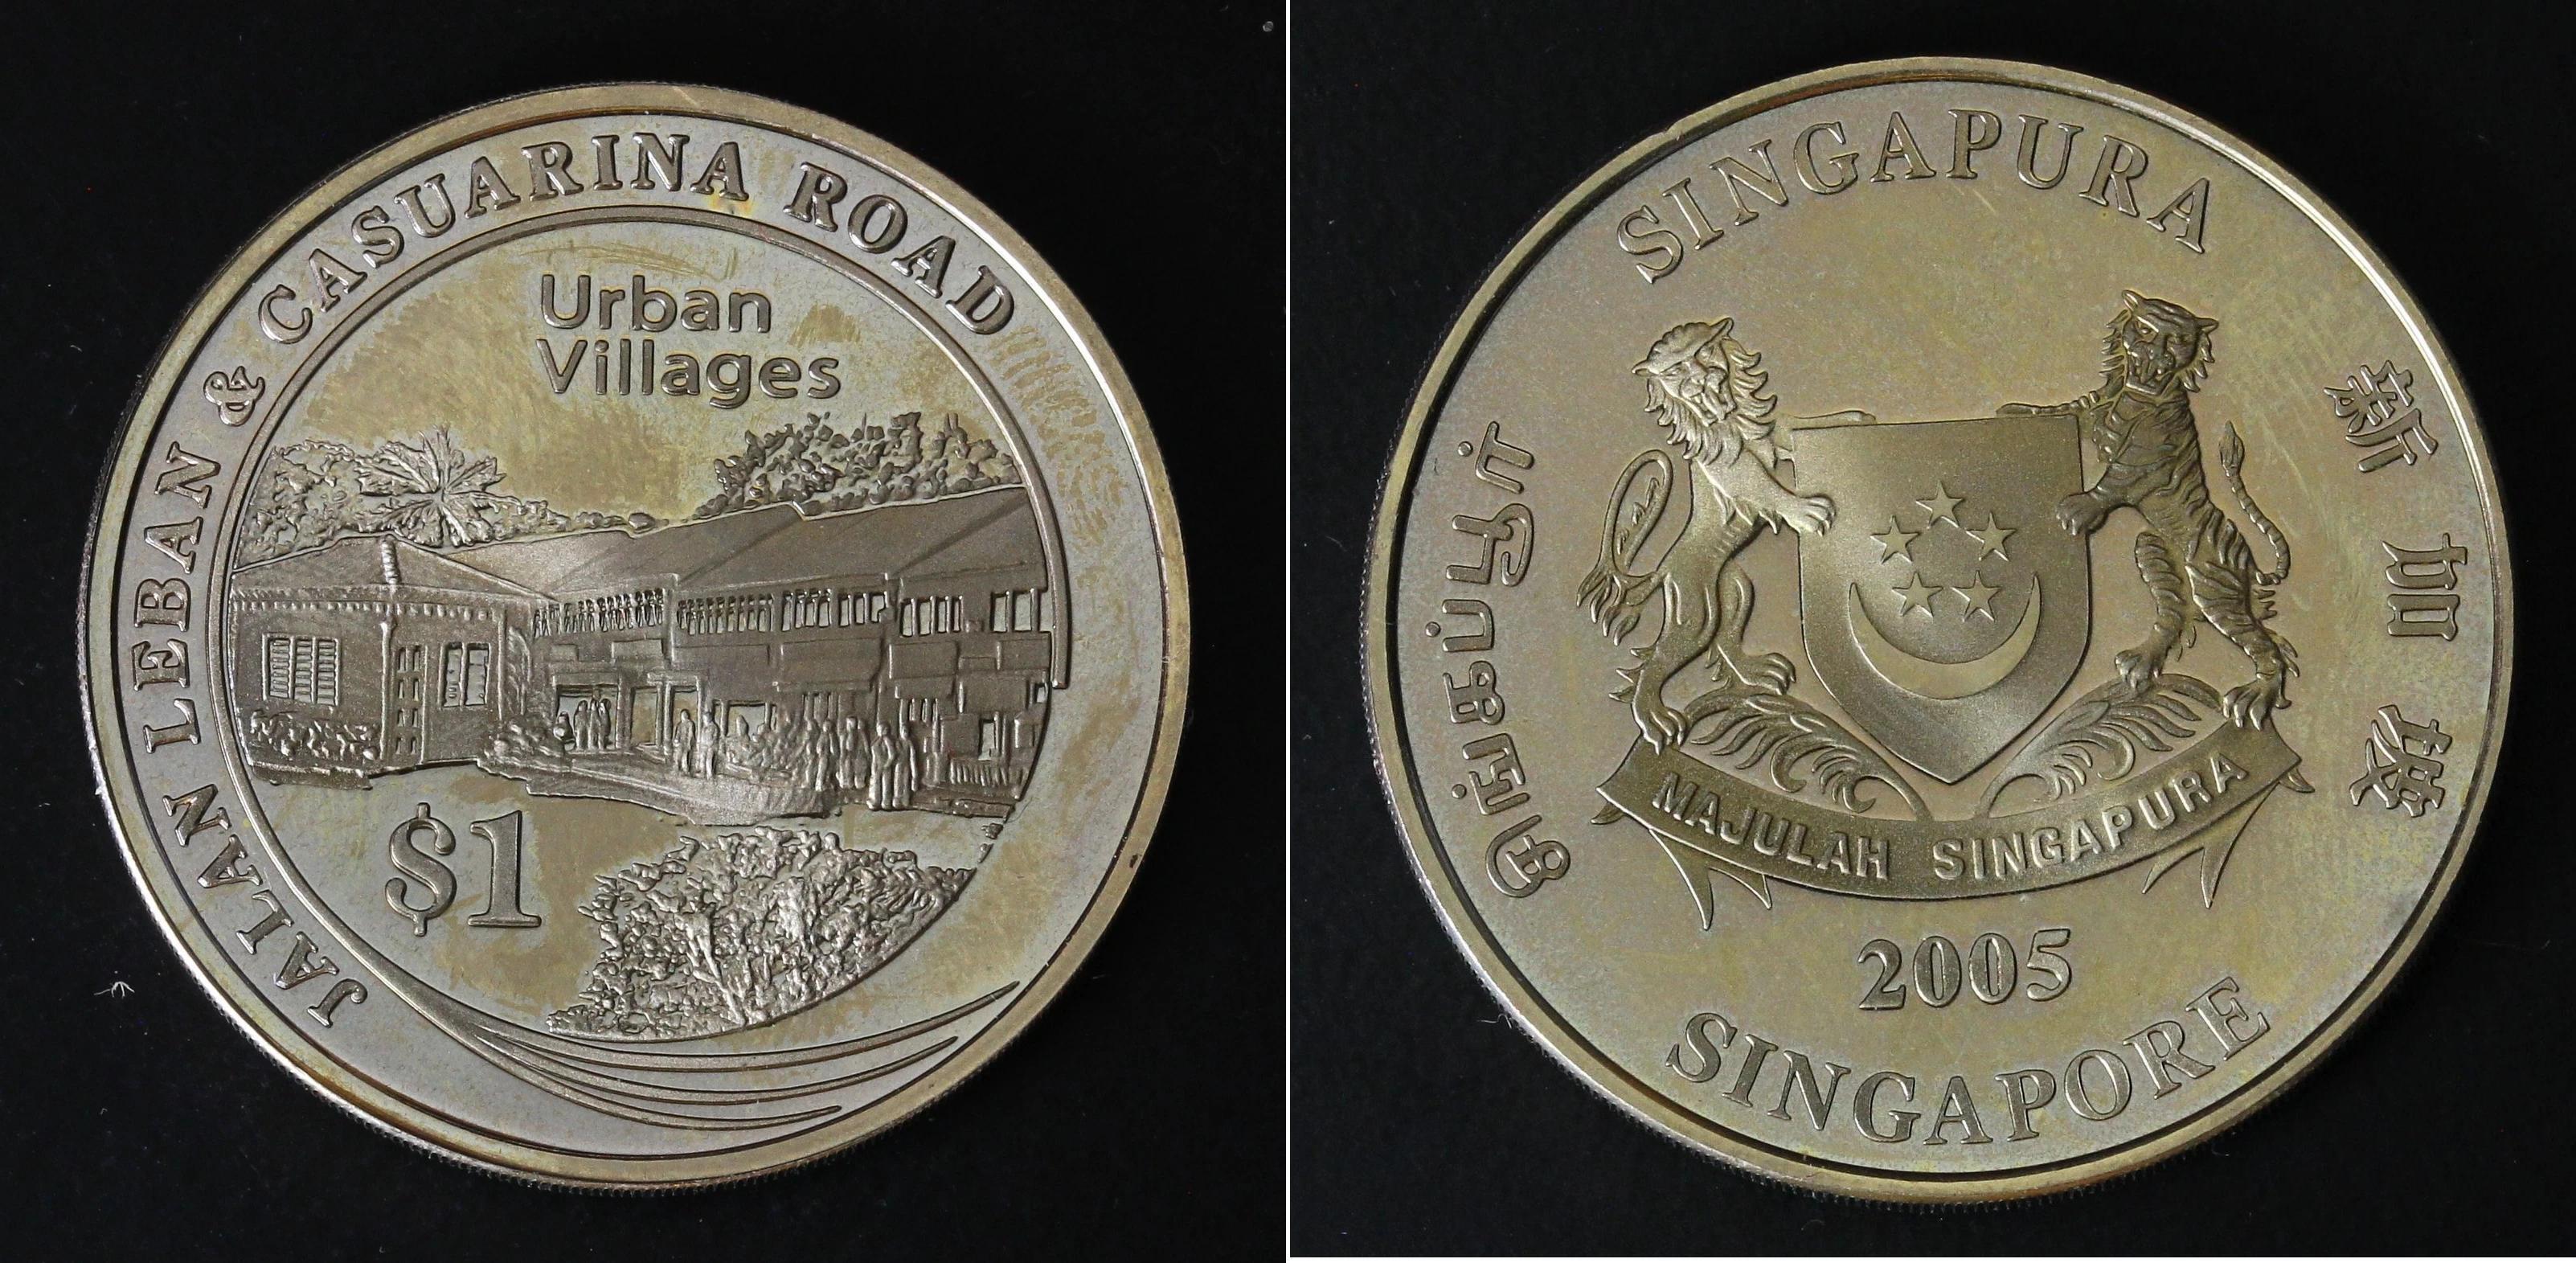 JALAN LEBAN & CASUARINA ROAD
Urban
Villages
$1
SINGAPURA
சிங்கப்பூர்
新加坡
MAJULAH SINGAPURA
2005
SINGAPORE